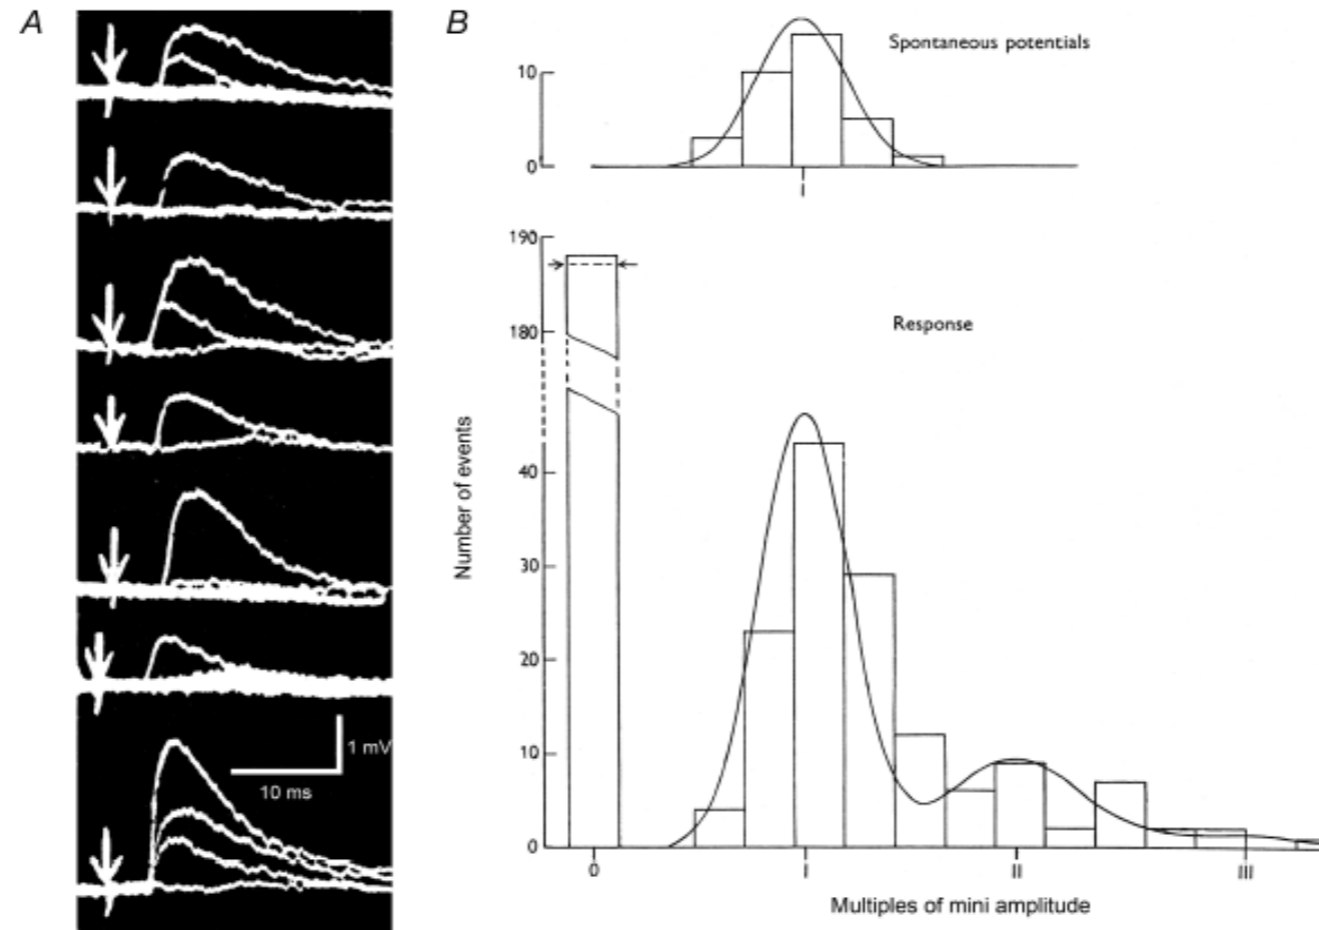 A
1 mV
10 ms
B
Spontaneous potentials
10
0
I
190
180
Response
40
30
20
10
0
Number of events
0
I
II
III
Multiples of mini amplitude